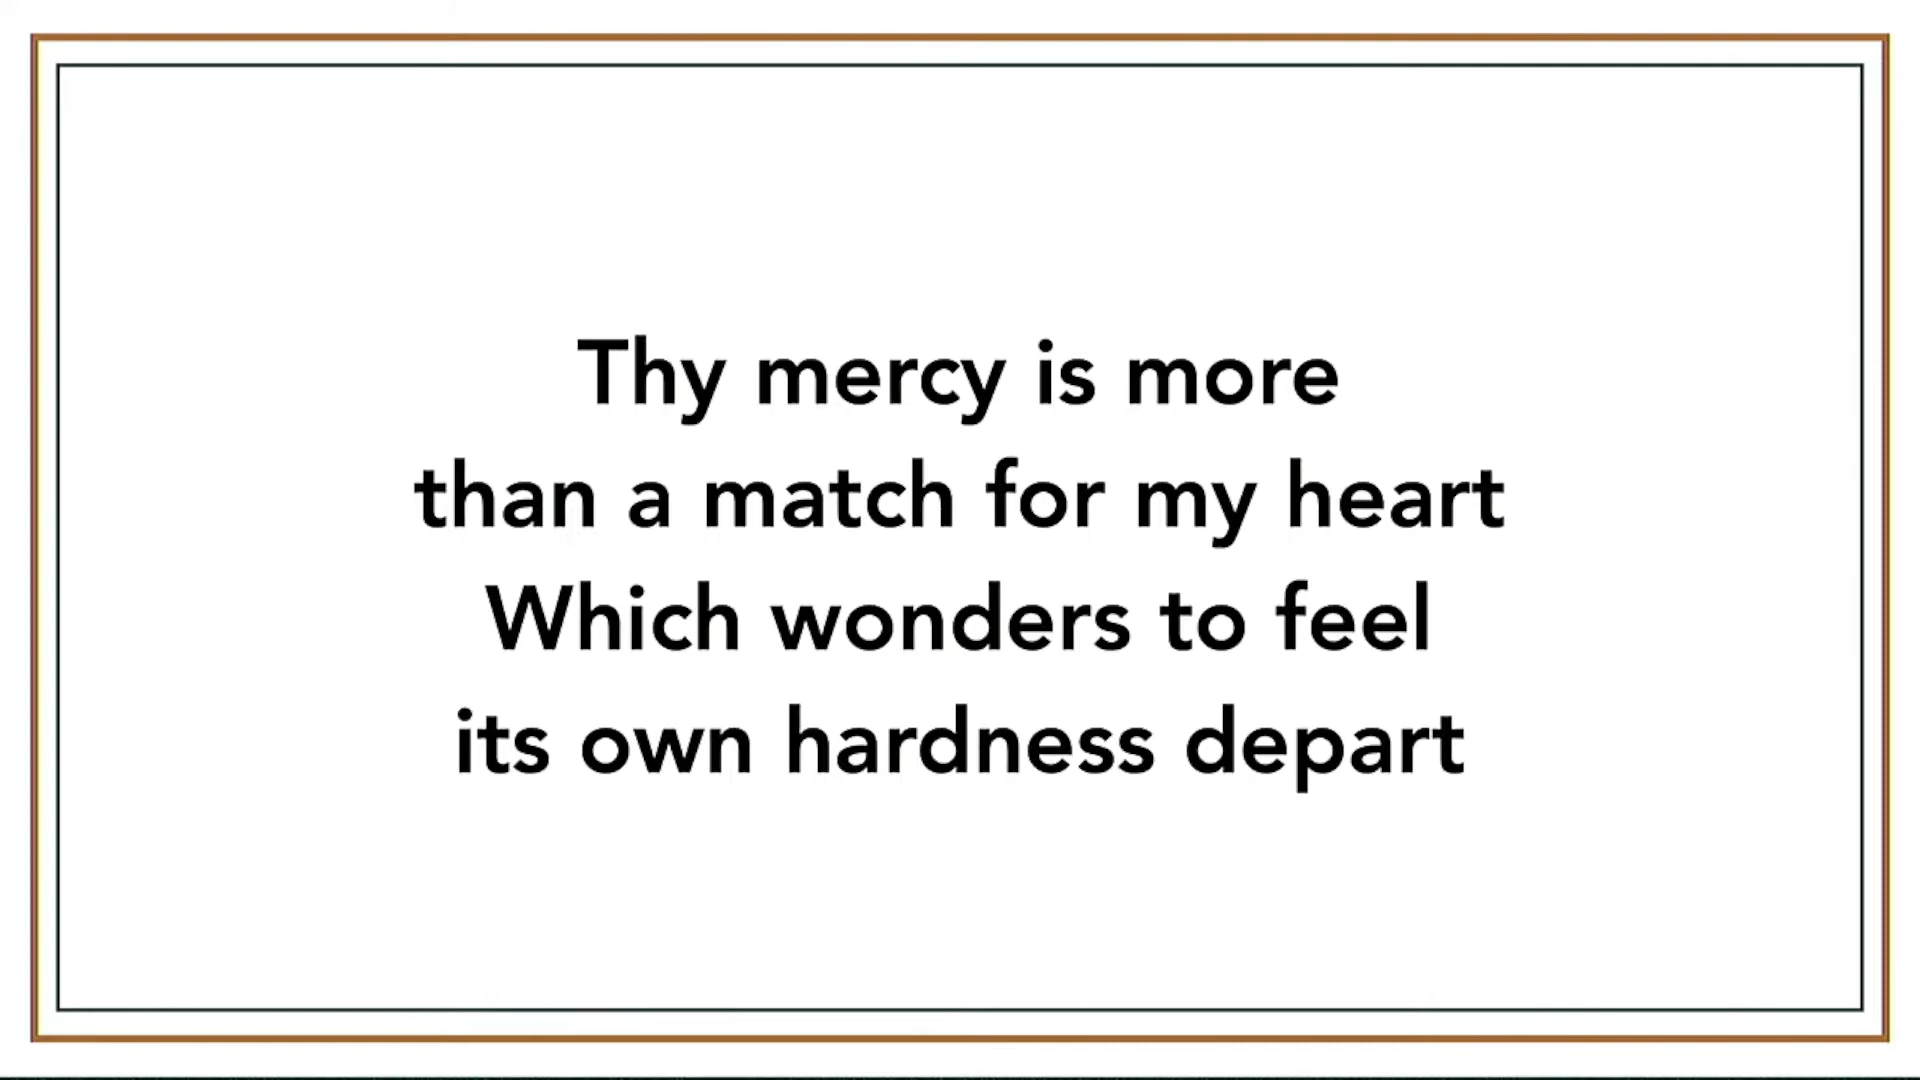 Thy mercy is more
than a match for my heart
Which wonders to feel
its own hardness depart